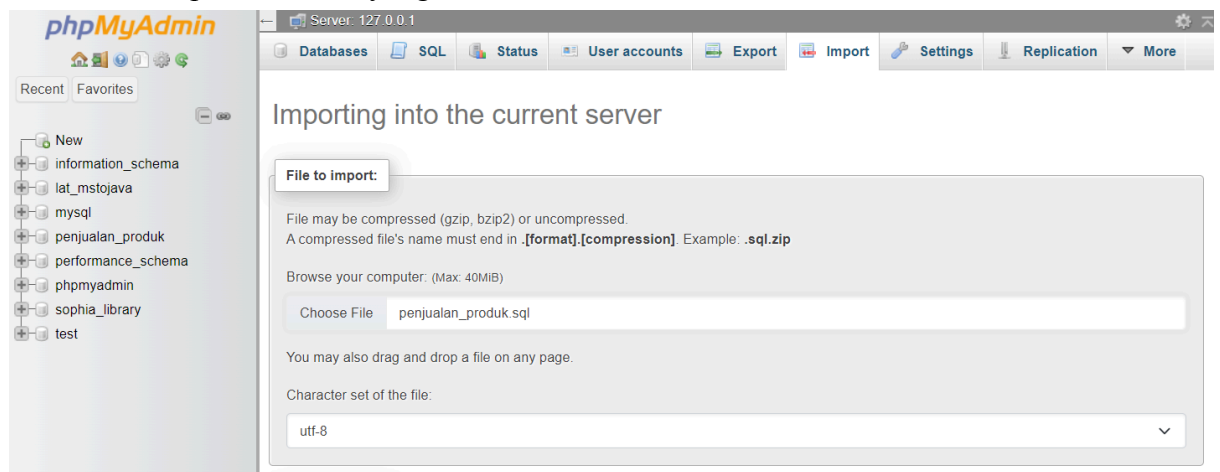 phpMyAdmin
Recent Favorites
New
information_schema
lat_mstojava
mysql
penjualan_produk
performance_schema
phpmyadmin
sophia_library
test
Server: 127.0.0.1
Databases SQL Status User accounts Export Import Settings Replication More
Importing into the current server
File to import:
File may be compressed (gzip, bzip2) or uncompressed.
A compressed file's name must end in .[format].[compression]. Example: .sql.zip
Browse your computer: (Max: 40MiB)
Choose File penjualan_produk.sql
You may also drag and drop a file on any page.
Character set of the file:
utf-8